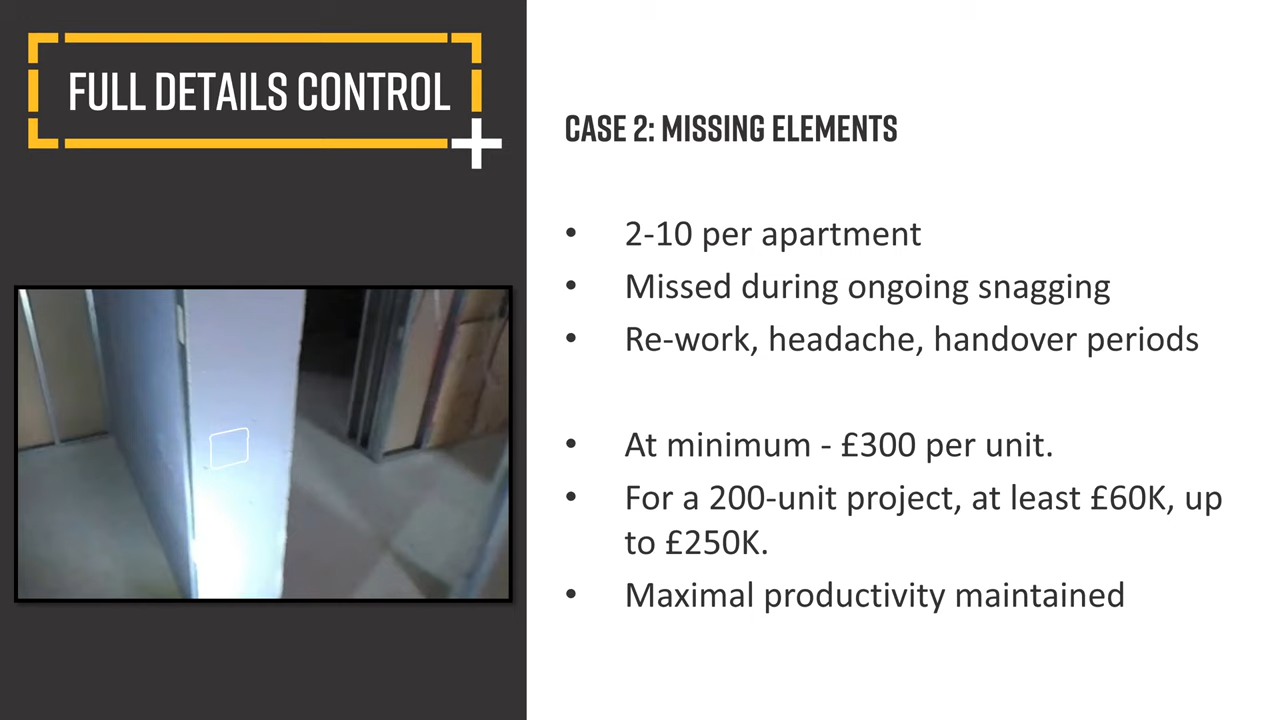 FULL DETAILS CONTROL
CASE 2: MISSING ELEMENTS
• 2-10 per apartment
• Missed during ongoing snagging
• Re-work, headache, handover periods
• At minimum - £300 per unit.
• For a 200-unit project, at least £60K, up
to £250K.
• Maximal productivity maintained